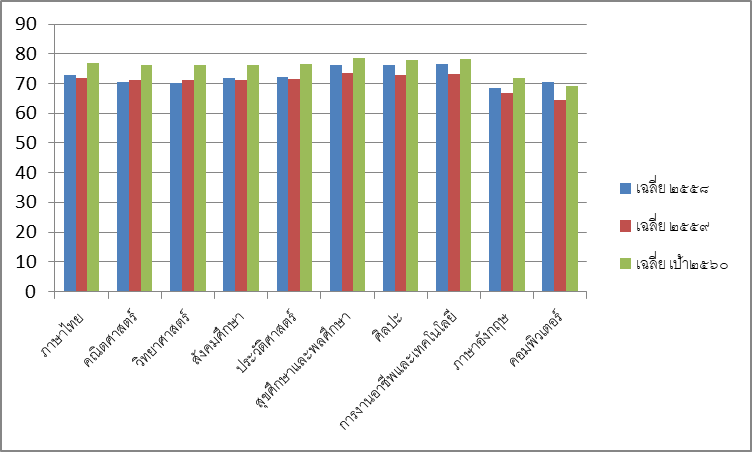 90
80
70
60
50
40
30
20
10
0
ภาษาไทย
คณิตศาสตร์
วิทยาศาสตร์
สังคมศึกษา
ประวัติศาสตร์
สุขศึกษาและพลศึกษา
ศิลปะ
การงานอาชีพและเทคโนโลยี
ภาษาอังกฤษ
คอมพิวเตอร์
เฉลี่ย ๒๕๕๘
เฉลี่ย ๒๕๕๙
เฉลี่ย เป้า๒๕๖๐